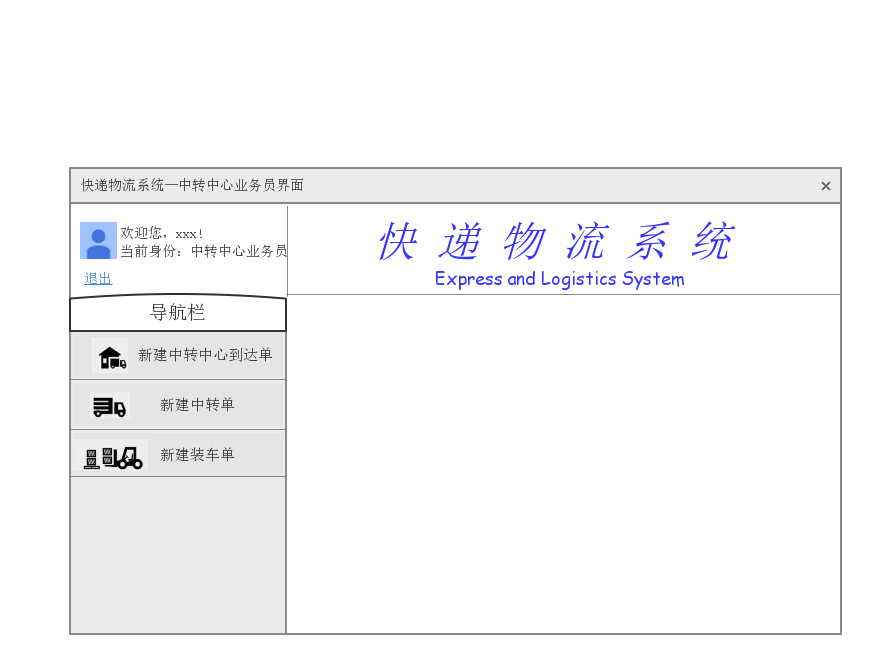 快递物流系统—中转中心业务员界面
欢迎您，xxx!
当前身份：中转中心业务员
退出
快递物流系统
Express and Logistics System
导航栏
新建中转中心到达单
新建中转单
新建装车单